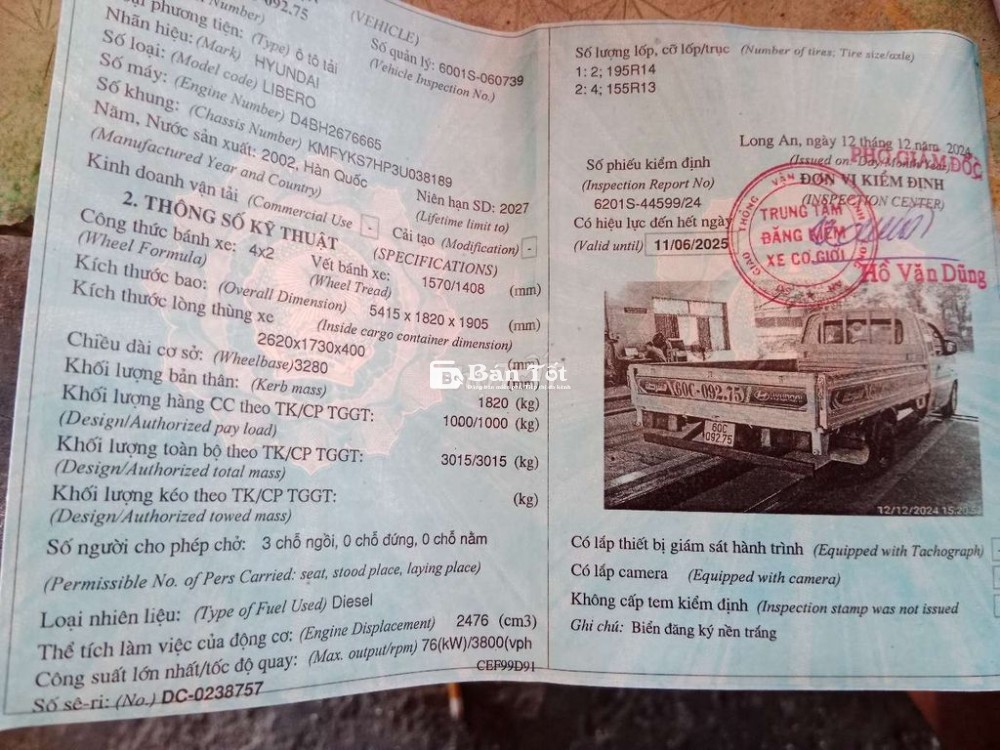 092.75
(VEHICLE)
phương tiện: (Type) ô tô tải
Số quản lý: 6001S-060739
Nhãn hiệu: (Mark) HYUNDAI
(Vehicle Inspection No.)
Số loại: (Model code) LIBERO
Số máy: (Engine Number) D4BH2676665
Số khung: (Chassis Number) KMFYKS7HP3U038189
Năm, Nước sản xuất: 2002, Hàn Quốc
Niên hạn SD: 2027
(Manufactured Year and Country)
(Lifetime limit to)
Kinh doanh vận tải (Commercial Use - Cải tạo (Modification) -
2. THÔNG SỐ KỸ THUẬT (SPECIFICATIONS)
Công thức bánh xe: 4x2 Vết bánh xe: 1570/1408 (mm)
(Wheel Formula) (Wheel Tread)
Kích thước bao: (Overall Dimension) 5415 x 1820 x 1905 (mm)
Kích thước lòng thùng xe (Inside cargo container dimension)
2620x1730x400 (mm)
Chiều dài cơ sở: (Wheelbase)3280 (mm)
Khối lượng bản thân: (Kerb mass) 1820 (kg)
Khối lượng hàng CC theo TK/CP TGGT: 1000/1000 (kg)
(Design/Authorized pay load)
Khối lượng toàn bộ theo TK/CP TGGT: 3015/3015 (kg)
(Design/Authorized total mass)
Khối lượng kéo theo TK/CP TGGT: (kg)
(Design/Authorized towed mass)
Số người cho phép chở: 3 chỗ ngồi, 0 chỗ đứng, 0 chỗ nằm
(Permissible No. of Pers Carried: seat, stood place, laying place)
Loại nhiên liệu: (Type of Fuel Used) Diesel
Thể tích làm việc của động cơ: (Engine Displacement) 2476 (cm3)
Công suất lớn nhất/tốc độ quay: (Max. output/rpm) 76(kW)/3800(vph
CEF99D91
Số sê-ri: (No.) DC-0238757
Số lượng lốp, cỡ lốp/trục (Number of tires; Tire size/axle)
1: 2; 195R14
2: 4; 155R13
Long An, ngày 12 tháng 12 năm 2024
(Issued on: Day/Month/Year)
PHÓ GIÁM ĐỐC
Số phiếu kiểm định
ĐƠN VỊ KIỂM ĐỊNH
(Inspection Report No)
(INSPECTION CENTER)
6201S-44599/24
Có hiệu lực đến hết ngày
(Valid until) 11/06/2025
TRUNG TÂM
ĐĂNG KIỂM
XE CƠ GIỚI
Hồ Văn Dũng
60C-092.75
Hyundai
60C
092.75
12/12/2024 15:20:52
Có lắp thiết bị giám sát hành trình (Equipped with Tachograph)
Có lắp camera (Equipped with camera)
Không cấp tem kiểm định (Inspection stamp was not issued
Ghi chú: Biển đăng ký nền trắng
Bán Tốt